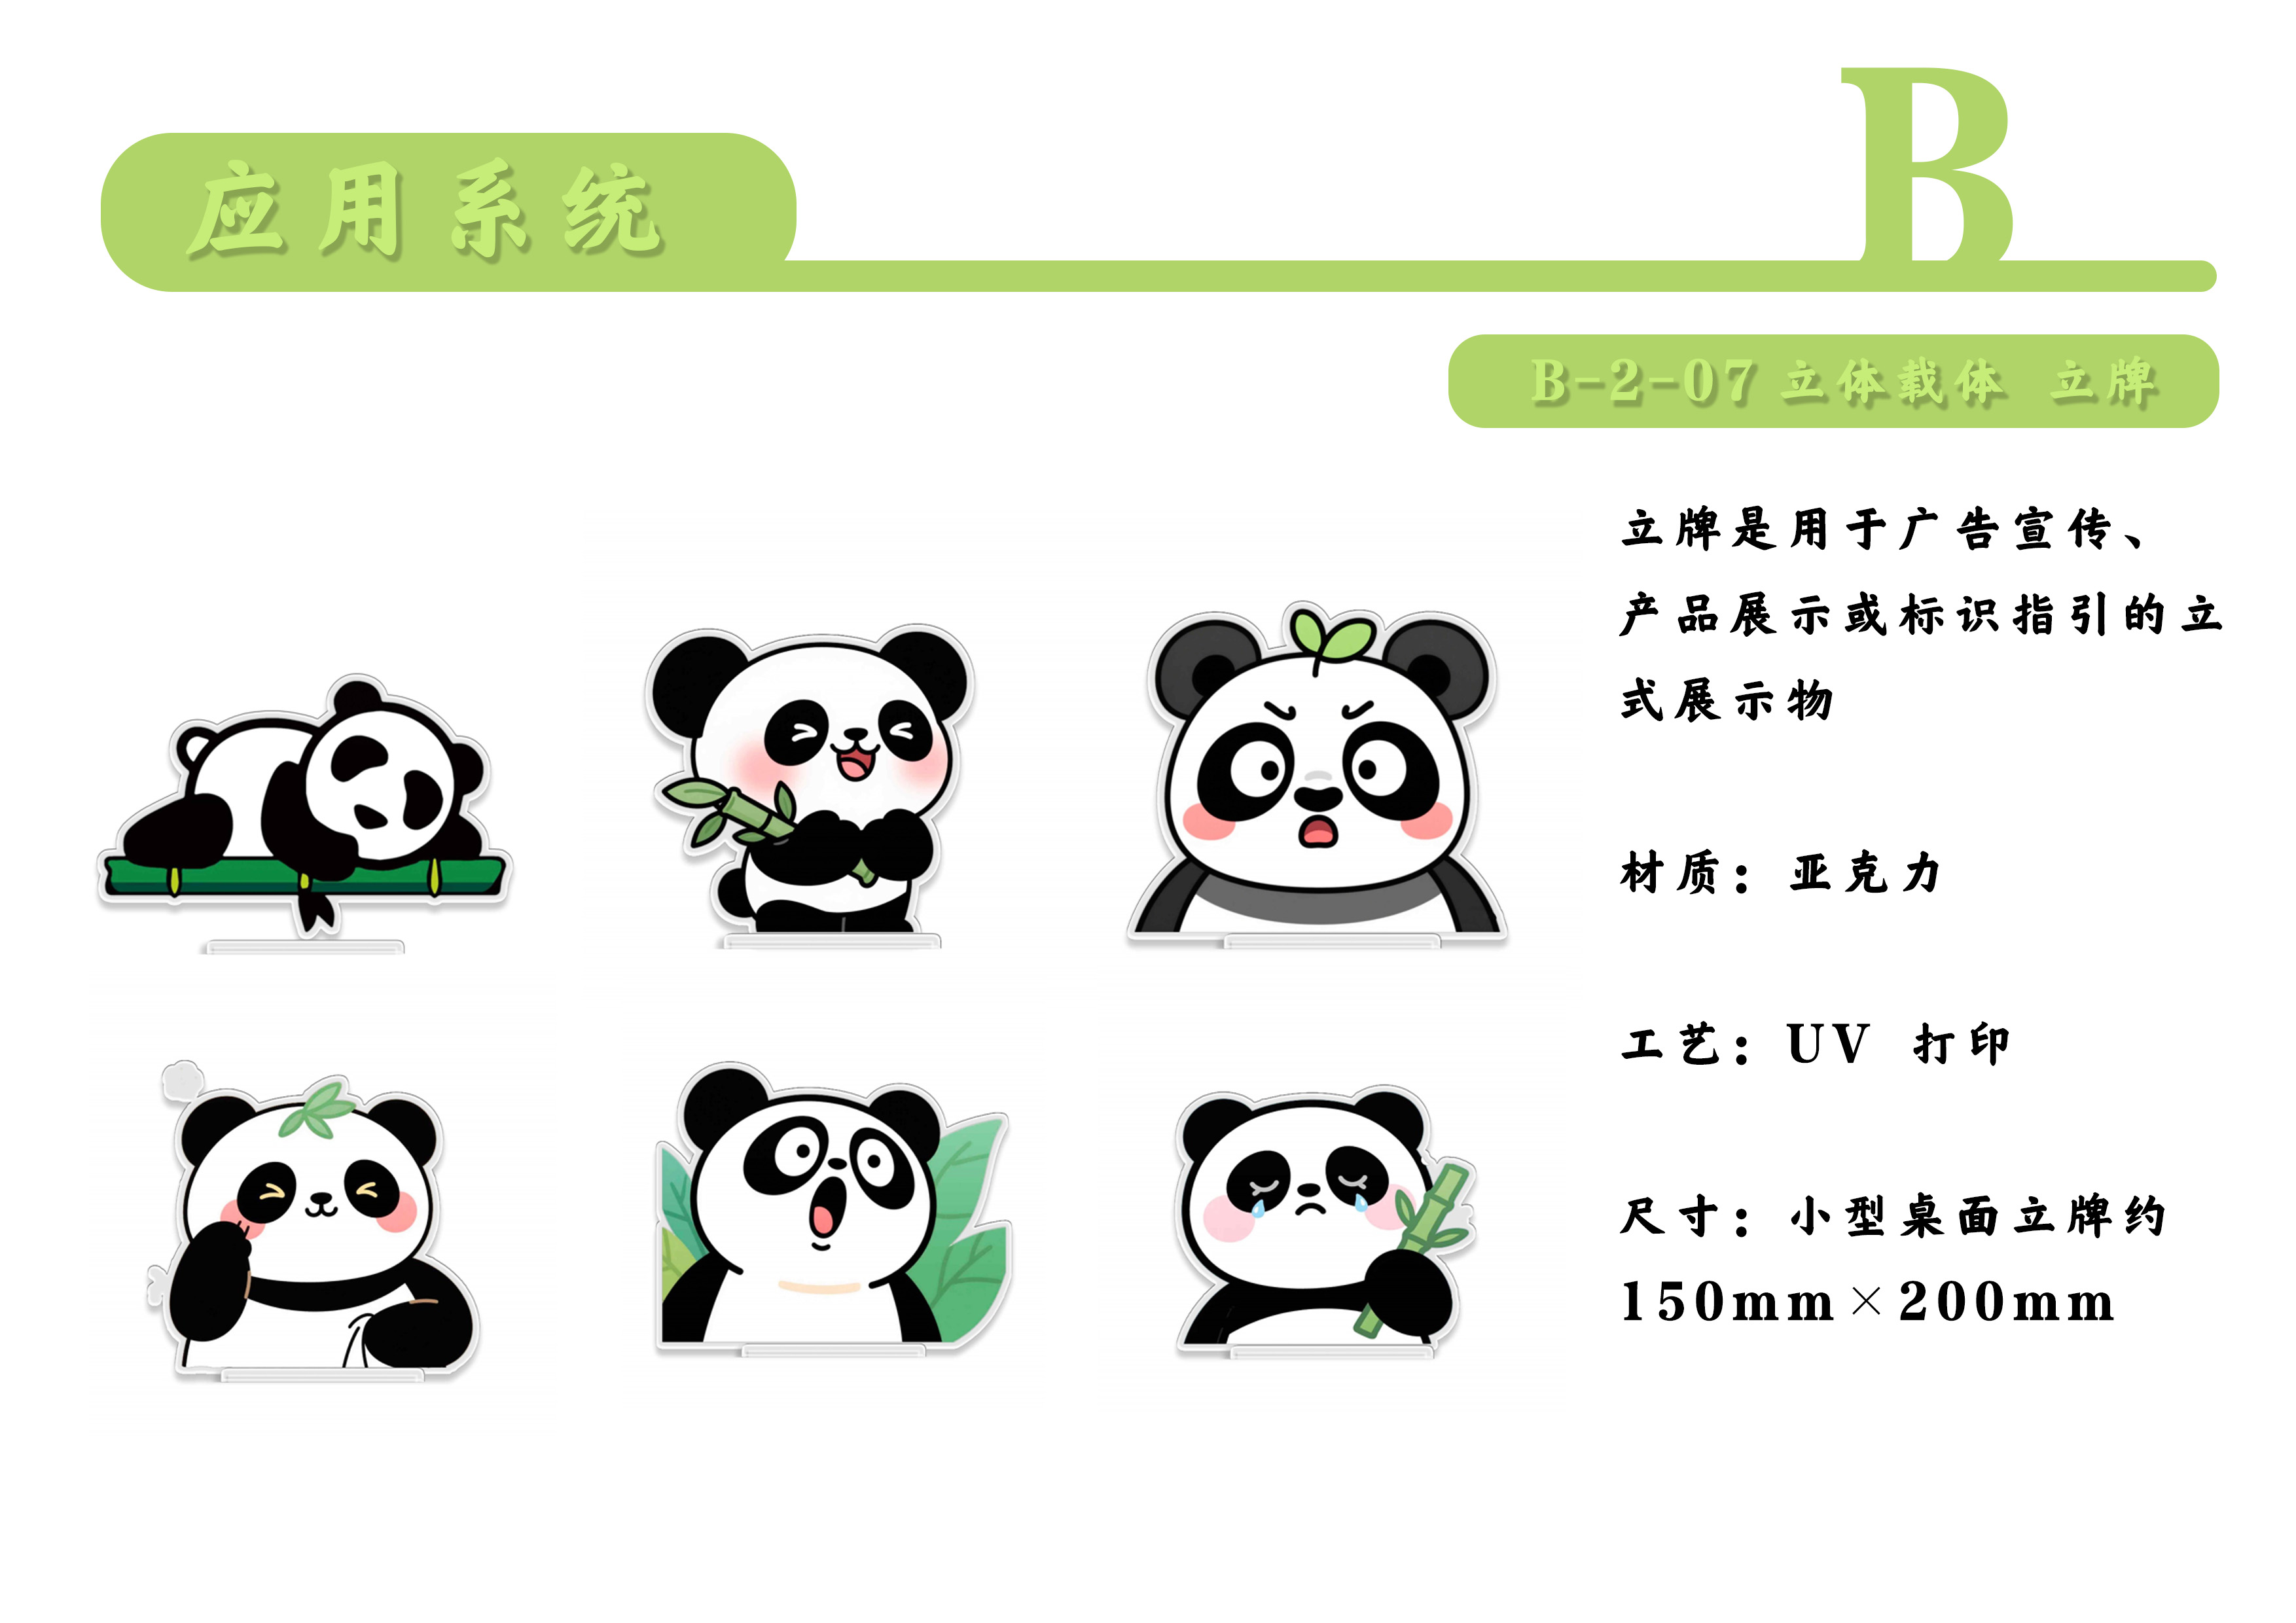 B
应用系统
B-2-07立体载体 立牌
立牌是用于广告宣传、
产品展示或标识指引的立
式展示物
材质：亚克力
工艺：UV 打印
尺寸：小型桌面立牌约
150mm×200mm